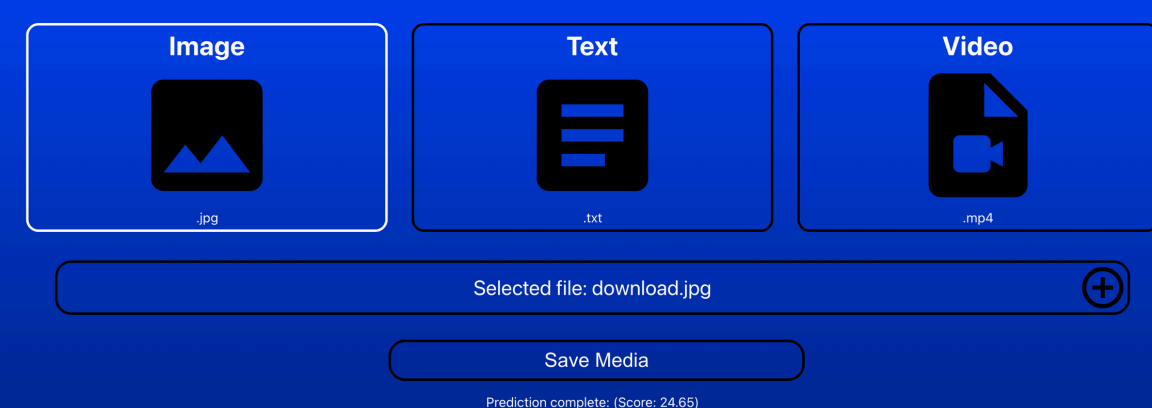 Image
Text
Video
.jpg
.txt
.mp4
Selected file: download.jpg
Save Media
Prediction complete: (Score: 24.65)